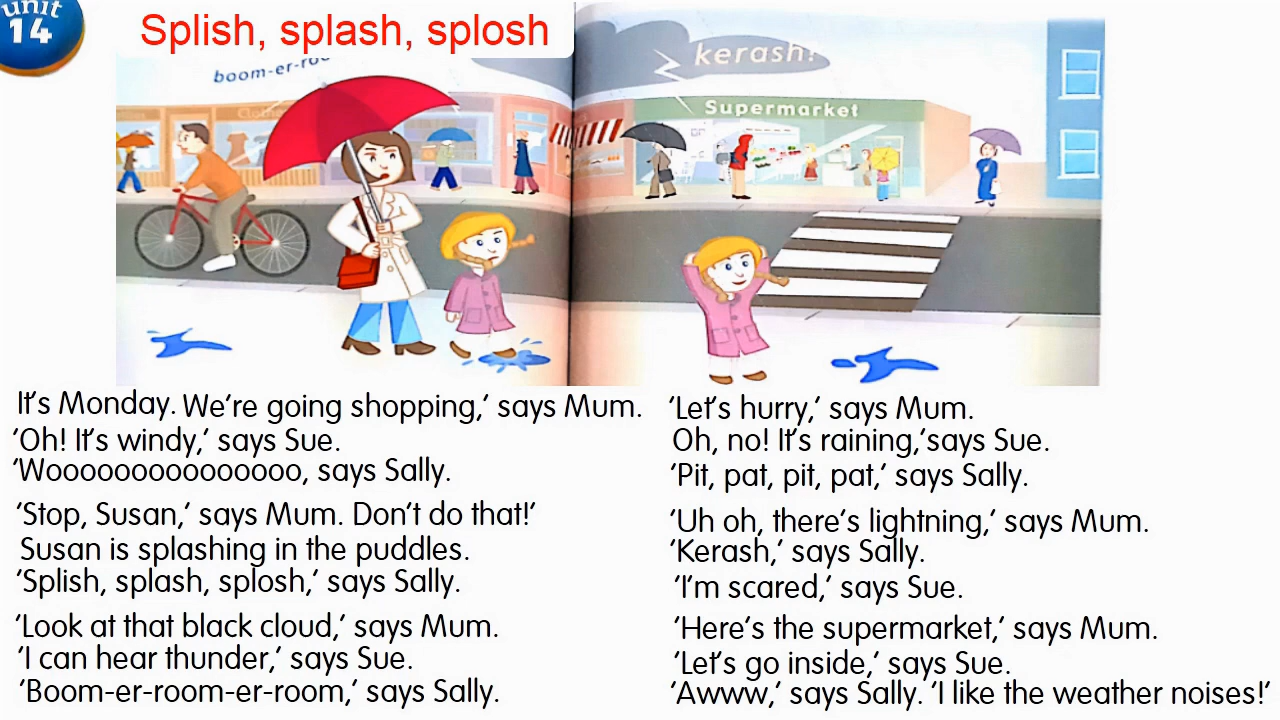 unit
14
Splish, splash, splosh
boom-er-roo
kerash!
Supermarket
It's Monday. We're going shopping,' says Mum.
'Oh! It's windy,' says Sue.
'Wooooooooooooooo, says Sally.
'Stop, Susan,' says Mum. Don't do that!'
Susan is splashing in the puddles.
'Splish, splash, splosh,' says Sally.
'Look at that black cloud,' says Mum.
'I can hear thunder,' says Sue.
'Boom-er-room-er-room,' says Sally.
'Let's hurry,' says Mum.
Oh, no! It's raining,'says Sue.
'Pit, pat, pit, pat,' says Sally.
'Uh oh, there's lightning,' says Mum.
'Kerash,' says Sally.
'I'm scared,' says Sue.
'Here's the supermarket,' says Mum.
'Let's go inside,' says Sue.
'Awww,' says Sally. 'I like the weather noises!'